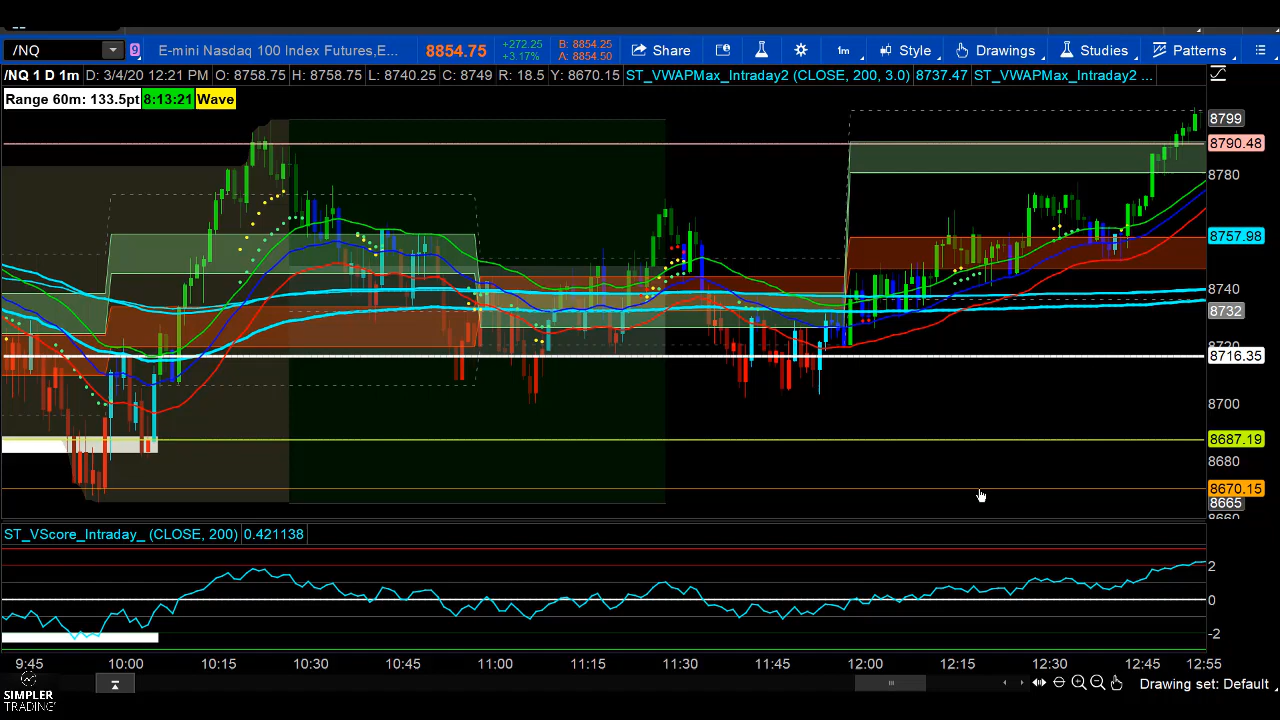 /NQ 9 E-mini Nasdaq 100 Index Futures,E... 8854.75 +272.25 +3.17% B: 8854.25 A: 8854.50 Share 1m Style Drawings Studies Patterns
/NQ 1 D 1m D: 3/4/20 12:21 PM O: 8758.75 H: 8758.75 L: 8740.25 C: 8749 R: 18.5 Y: 8670.15 ST_VWAPMax_Intraday2 (CLOSE, 200, 3.0) 8737.47 ST_VWAPMax_Intraday2 ...
Range 60m: 133.5pt 8:13:21 Wave
8799
8790.48
8780
8757.98
8740
8732
8716.35
8700
8687.19
8680
8670.15
8665
ST_VScore_Intraday_ (CLOSE, 200) 0.421138
2
0
-2
9:45 10:00 10:15 10:30 10:45 11:00 11:15 11:30 11:45 12:00 12:15 12:30 12:45 12:55
Drawing set: Default
SIMPLER
TRADING